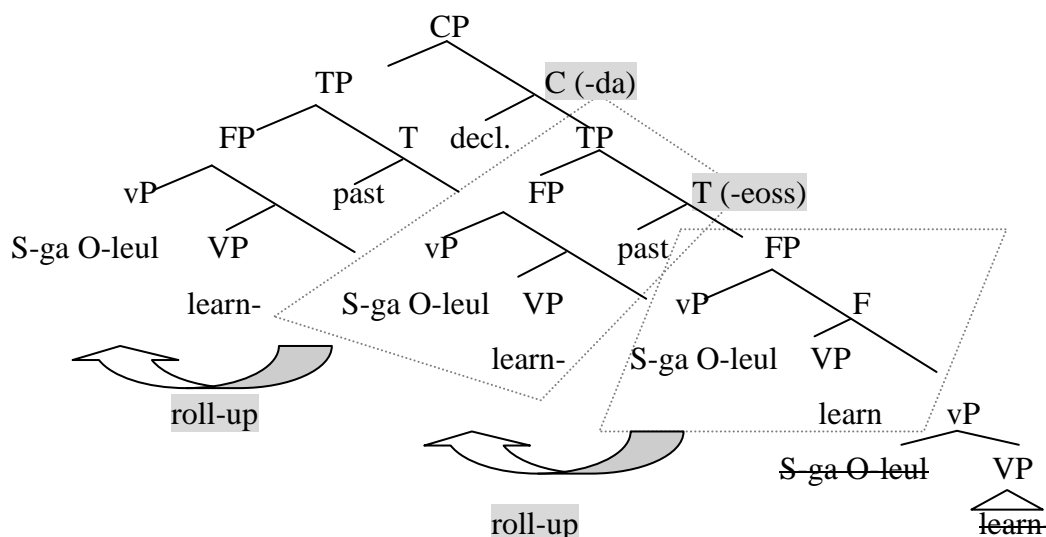 CP
TP C (-da)
FP T decl. TP
vP past FP T (-eoss)
S-ga O-leul VP vP past FP
learn- S-ga O-leul VP vP F
learn- S-ga O-leul VP
roll-up learn vP
S-ga O-leul VP
roll-up learn